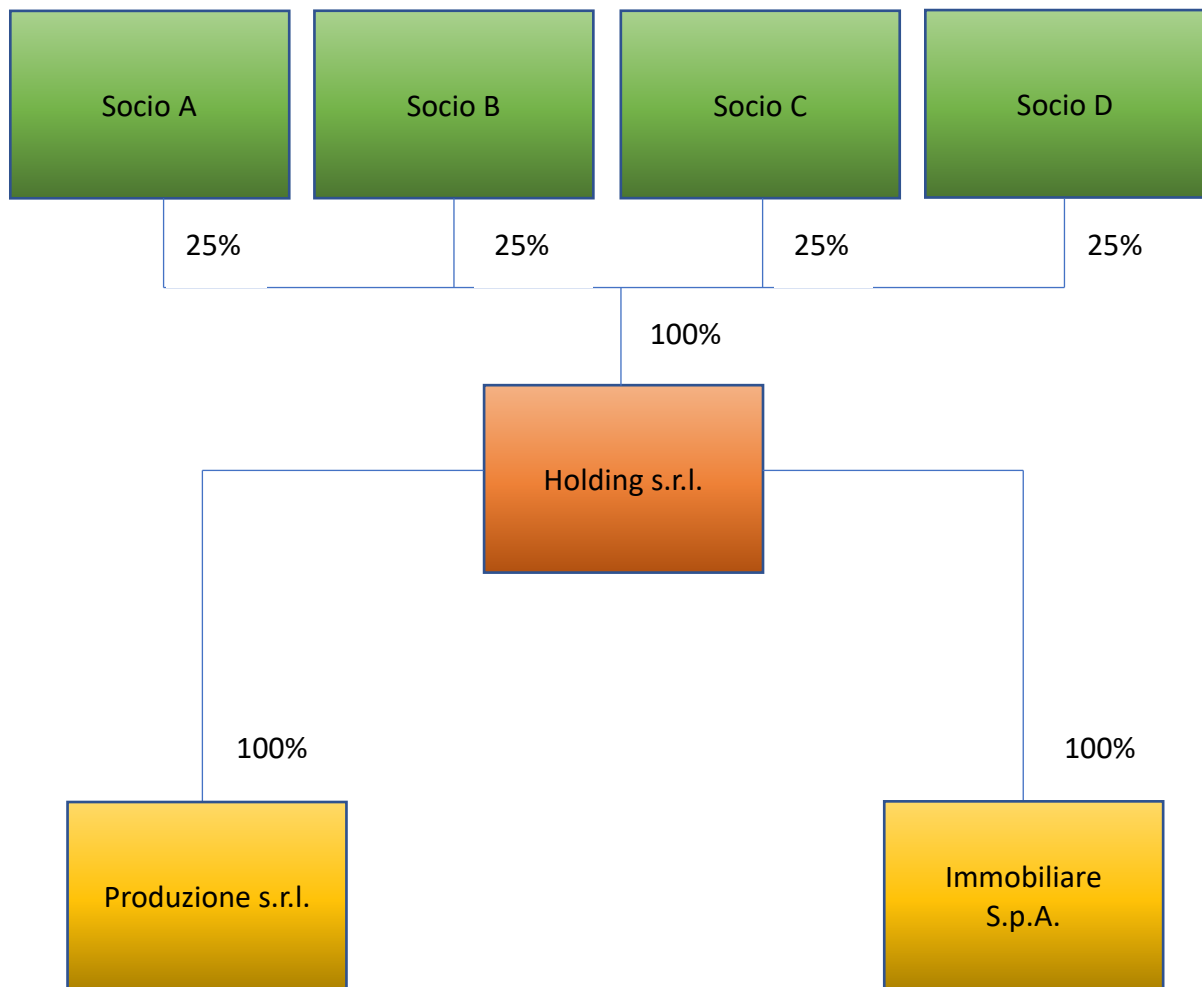 Socio A
Socio B
Socio C
Socio D
25%
25%
25%
25%
100%
Holding s.r.l.
100%
100%
Produzione s.r.l.
Immobiliare
S.p.A.